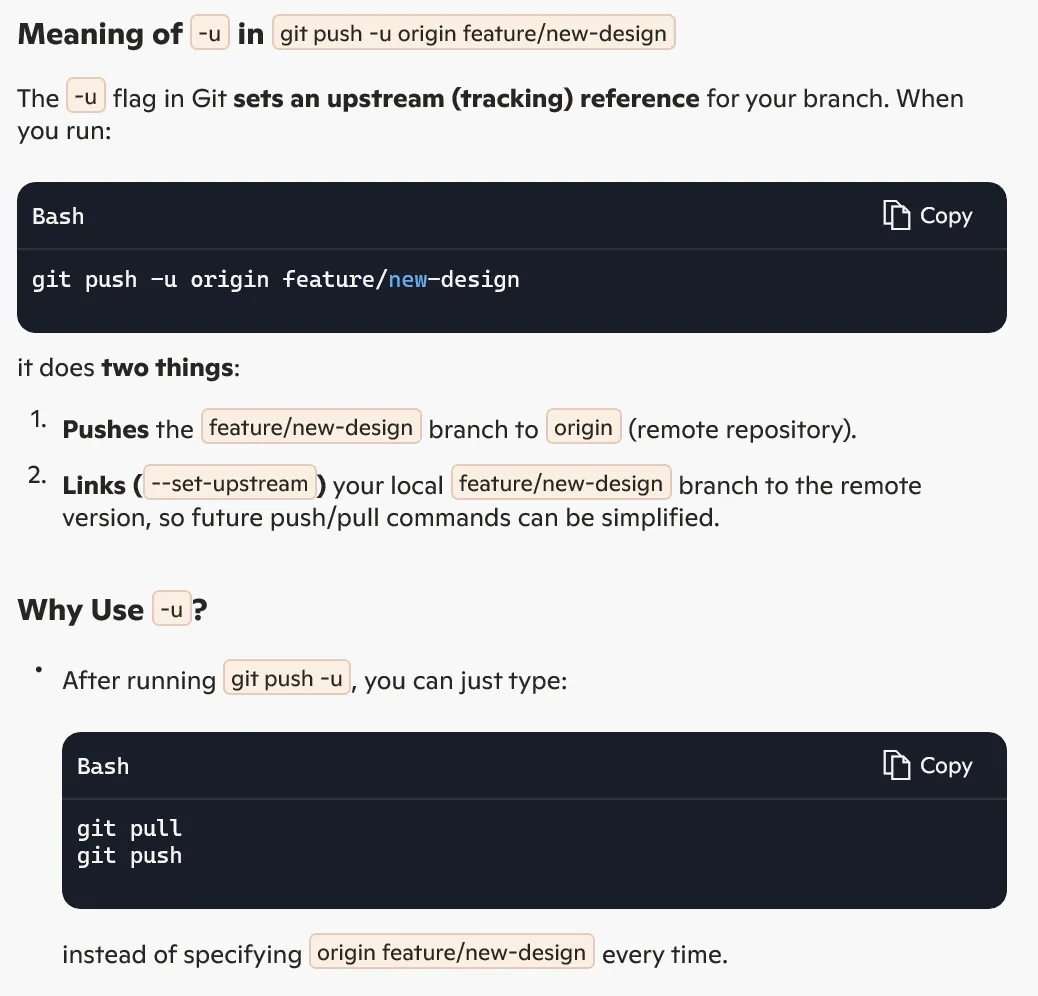 Meaning of -u in git push -u origin feature/new-design
The -u flag in Git sets an upstream (tracking) reference for your branch. When
you run:
Bash
Copy
git push -u origin feature/new-design
it does two things:
1. Pushes the feature/new-design branch to origin (remote repository).
2. Links (--set-upstream) your local feature/new-design branch to the remote
version, so future push/pull commands can be simplified.
Why Use -u?
• After running git push -u, you can just type:
Bash
Copy
git pull
git push
instead of specifying origin feature/new-design every time.